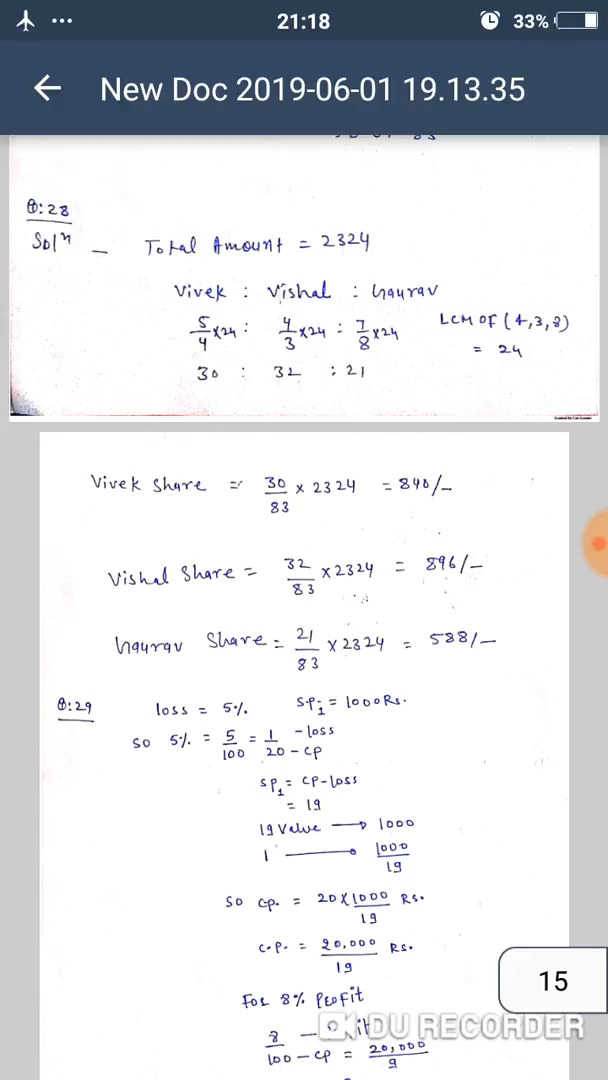 21:18 33%
New Doc 2019-06-01 19.13.35
Q:28
Solⁿ - Total Amount = 2324
Vivek : Vishal : Gaurav
5/4 ×24 : 4/3 ×24 : 7/8 ×24 LCM OF (4,3,8)
= 24
30 : 32 : 21
Vivek Share = 30/83 × 2324 = 840/-
Vishal Share = 32/83 × 2324 = 896/-
Gaurav Share = 21/83 × 2324 = 588/-
Q:29 loss = 5% SP₁ = 1000 Rs.
so 5% = 5/100 = 1/20 - loss - CP
SP₁ = CP - loss
= 19
19 Value → 1000
1 → 1000/19
so CP. = 20 × 1000/19 Rs.
C.P. = 20,000/19 Rs.
15
For 8% Profit
DU RECORDER
8/100 - CP = 20,000/9